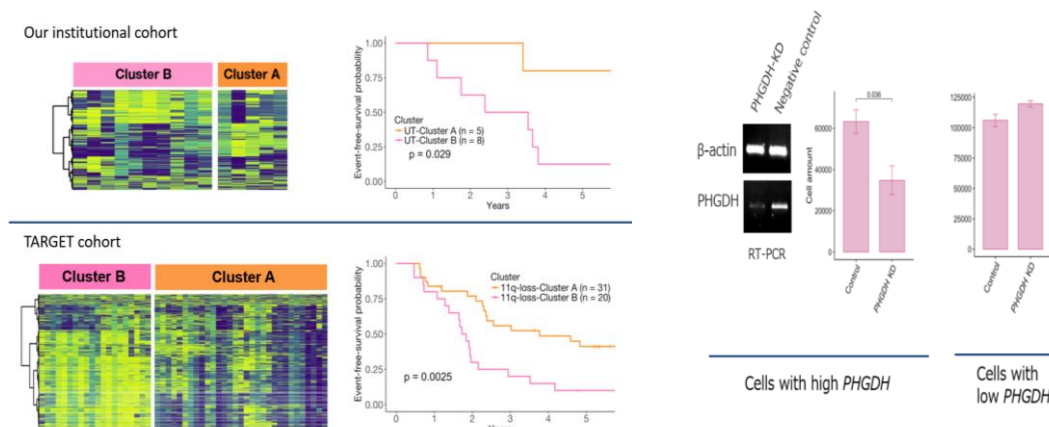 Our institutional cohort
Cluster B
Cluster A
Event-free-survival probability
1.00
0.75
0.50
0.25
0.00
Cluster
UT-Cluster A (n = 5)
UT-Cluster B (n = 8)
p = 0.029
0
1
2
3
4
5
Years
TARGET cohort
Cluster B
Cluster A
Event-free-survival probability
1.00
0.75
0.50
0.25
0.00
Cluster
11q-loss-Cluster A (n = 31)
11q-loss-Cluster B (n = 20)
p = 0.0025
0
1
2
3
4
5
Years
PHGDH-KD
Negative control
β-actin
PHGDH
RT-PCR
Cell amount
60000
40000
20000
0
0.036
Control
PHGDH KD
Cells with high PHGDH
125000
100000
75000
50000
25000
0
Control
PHGDH KD
Cells with
low PHGDH